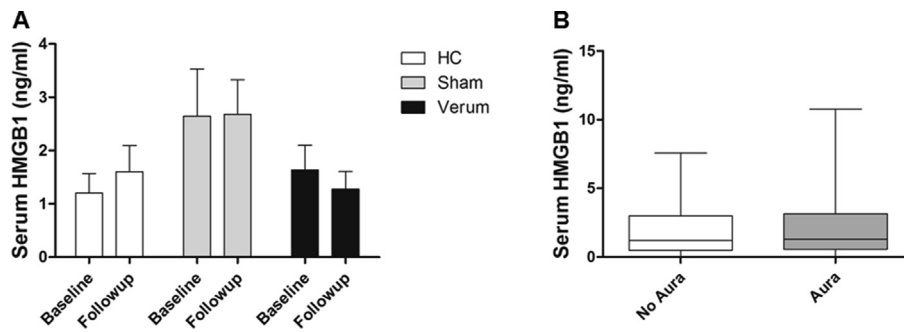 A
Serum HMGB1 (ng/ml)
4
3
2
1
0
Baseline
Followup
Baseline
Followup
Baseline
Followup
HC
Sham
Verum
B
Serum HMGB1 (ng/ml)
15
10
5
0
No Aura
Aura